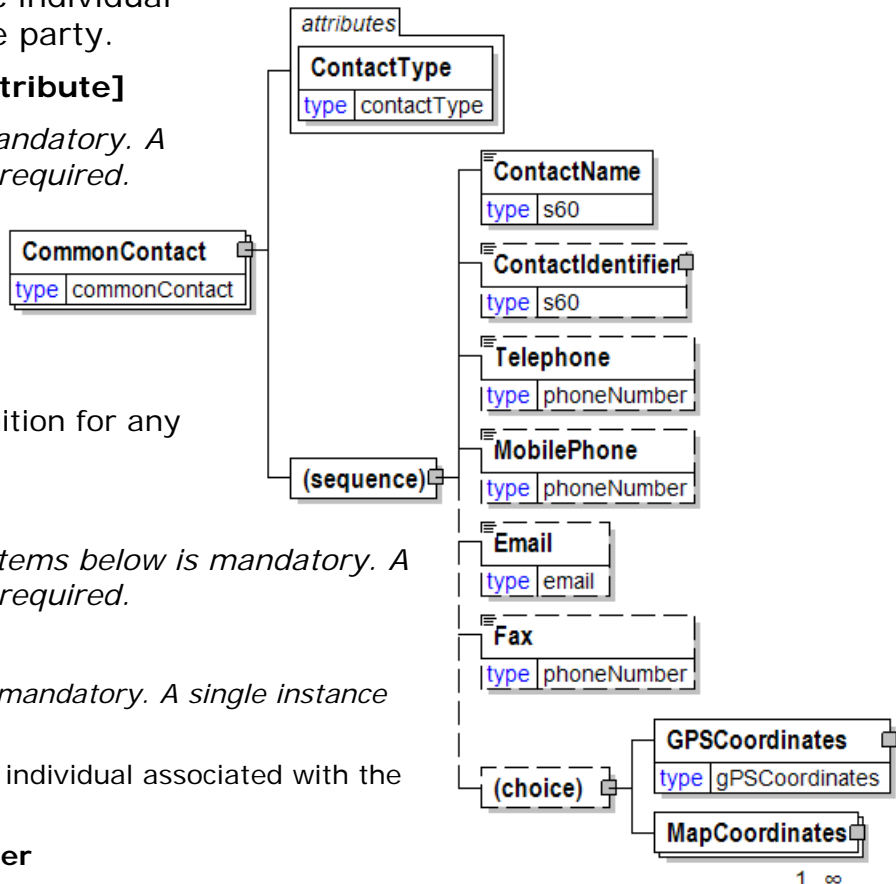 e individual
e party.
tribute]
andatory. A
required.
ition for any
tems below is mandatory. A
required.
mandatory. A single instance
individual associated with the
er
attributes
ContactType
type contactType
CommonContact
type commonContact
(sequence)
ContactName
type s60
ContactIdentifier
type s60
Telephone
type phoneNumber
MobilePhone
type phoneNumber
Email
type email
Fax
type phoneNumber
(choice)
GPSCoordinates
type gPSCoordinates
MapCoordinates
1 ∞